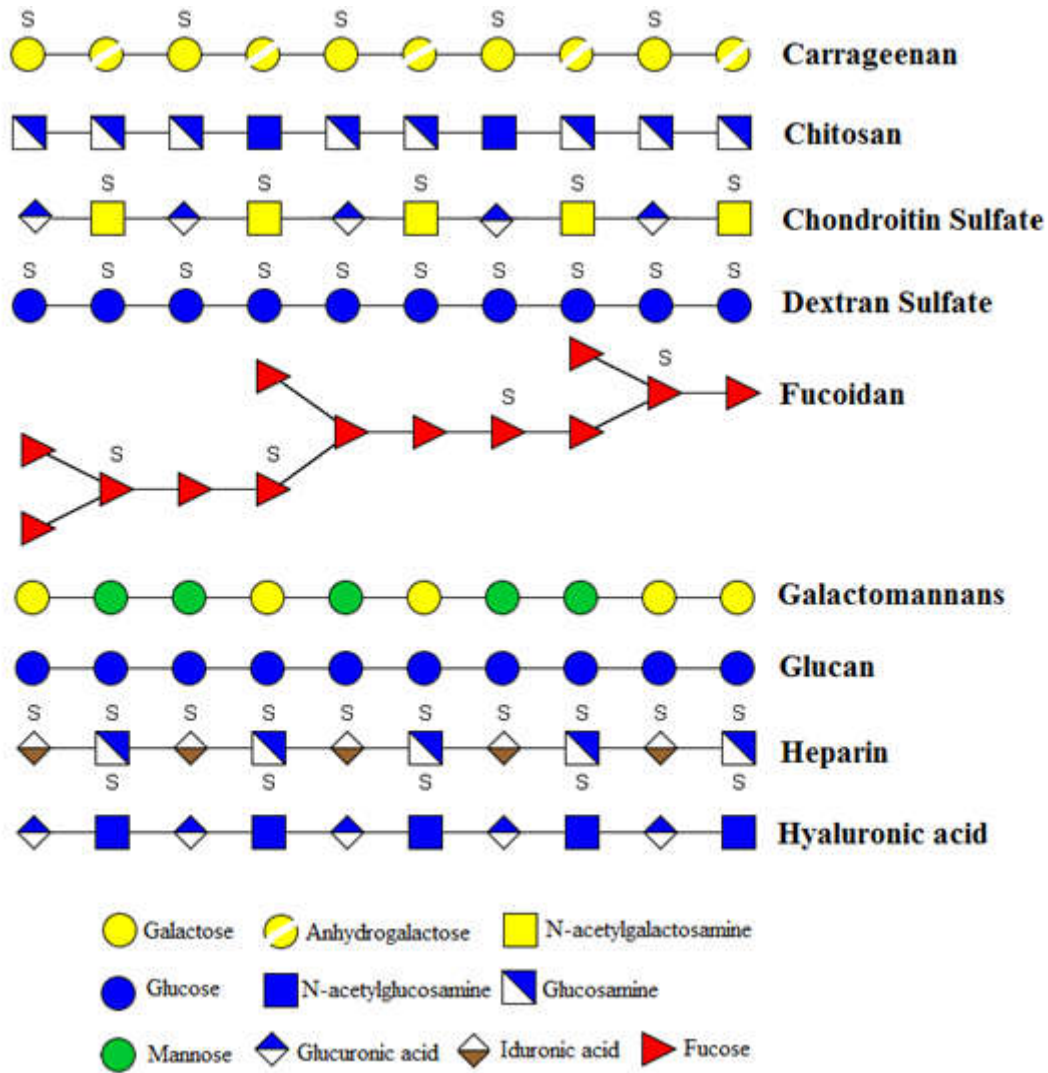 S S S S S
Carrageenan
Chitosan
S S S S S
Chondroitin Sulfate
S S S S S S S S S S
Dextran Sulfate
S
Fucoidan
S
S S
Galactomannans
Glucan
S S S S S S S S S S
Heparin
S S S S S
Hyaluronic acid
Galactose Anhydrogalactose N-acetylgalactosamine
Glucose N-acetylglucosamine Glucosamine
Mannose Glucuronic acid Iduronic acid Fucose